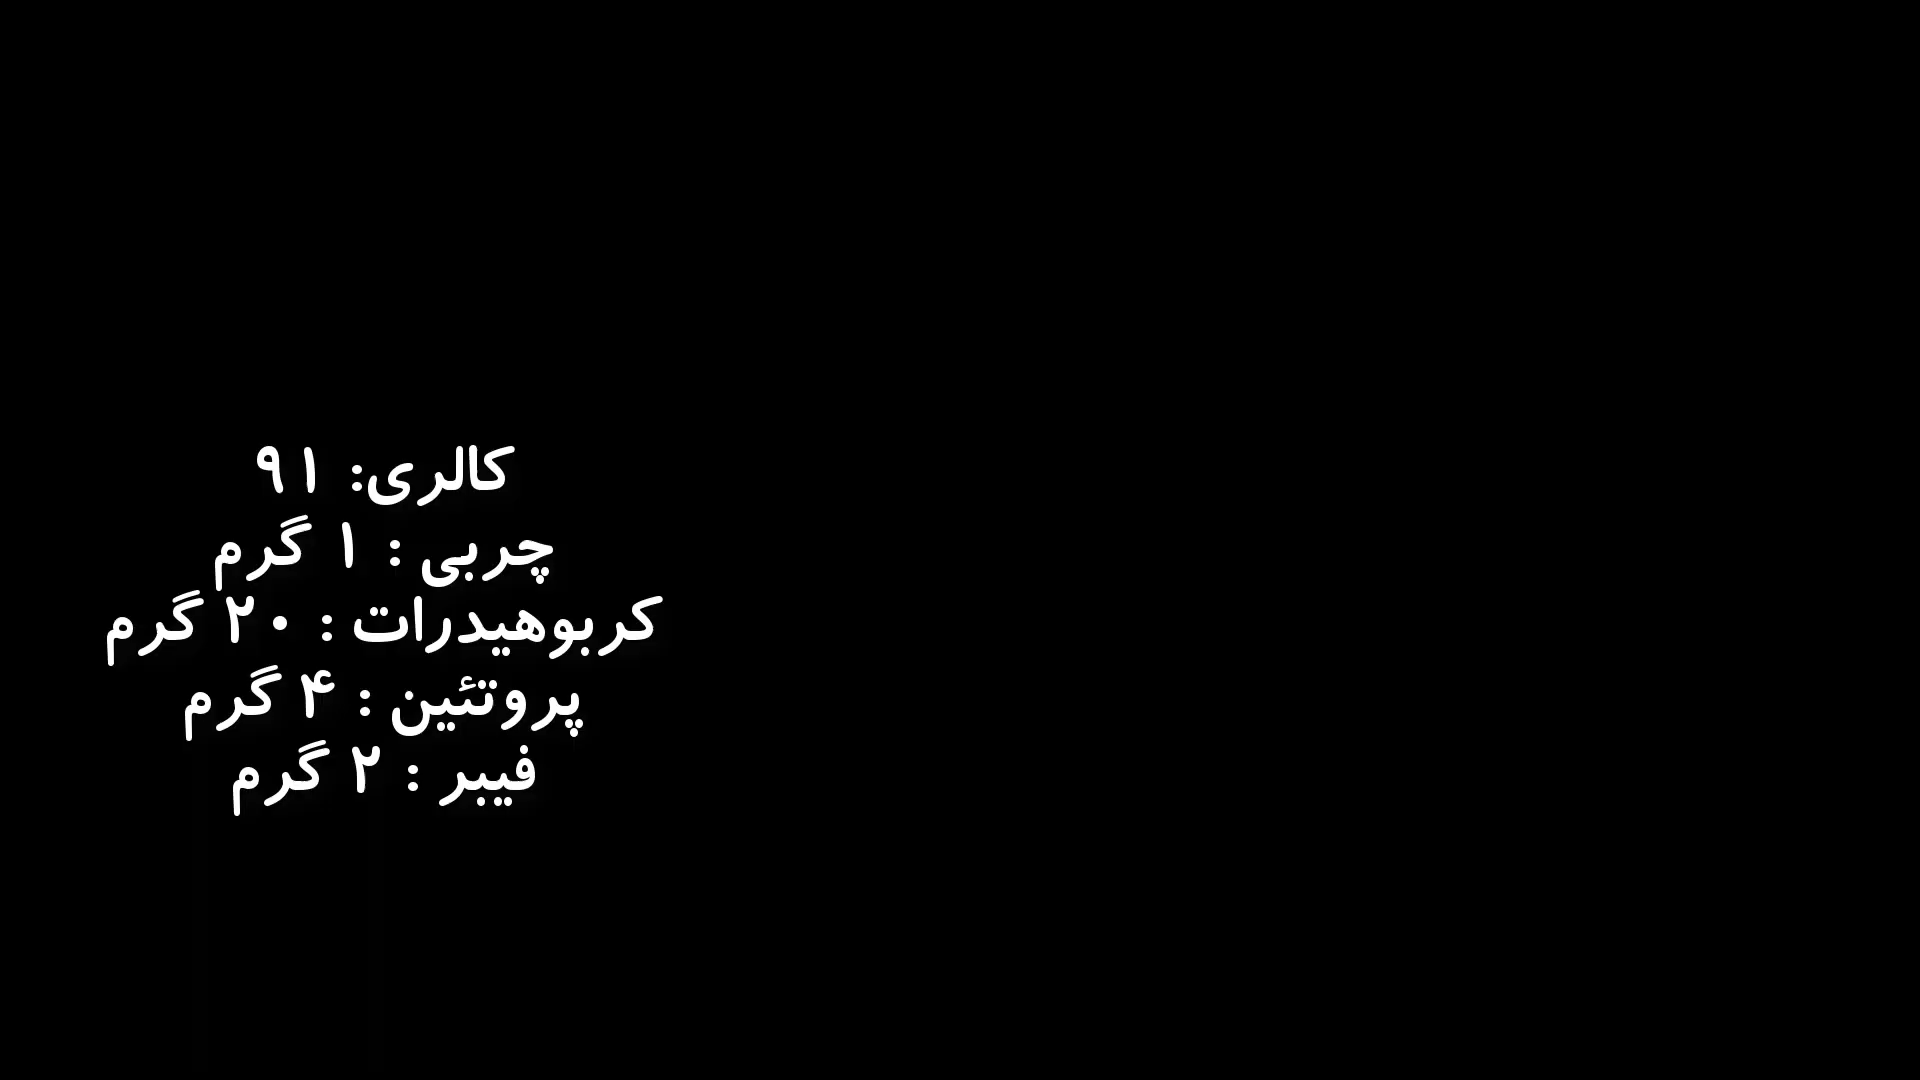 کالری: ۹۱
چربی : ۱ گرم
کربوهیدرات : ۲۰ گرم
پروتئین : ۴ گرم
فیبر : ۲ گرم